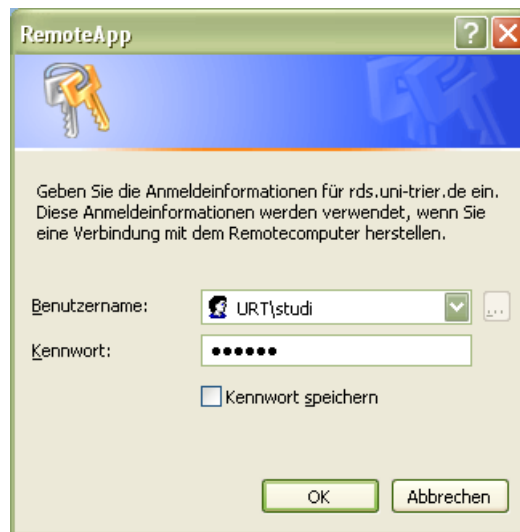 RemoteApp
Geben Sie die Anmeldeinformationen für rds.uni-trier.de ein.
Diese Anmeldeinformationen werden verwendet, wenn Sie
eine Verbindung mit dem Remotecomputer herstellen.
Benutzername:
URT\studi
...
Kennwort:
●●●●●●
Kennwort speichern
OK
Abbrechen